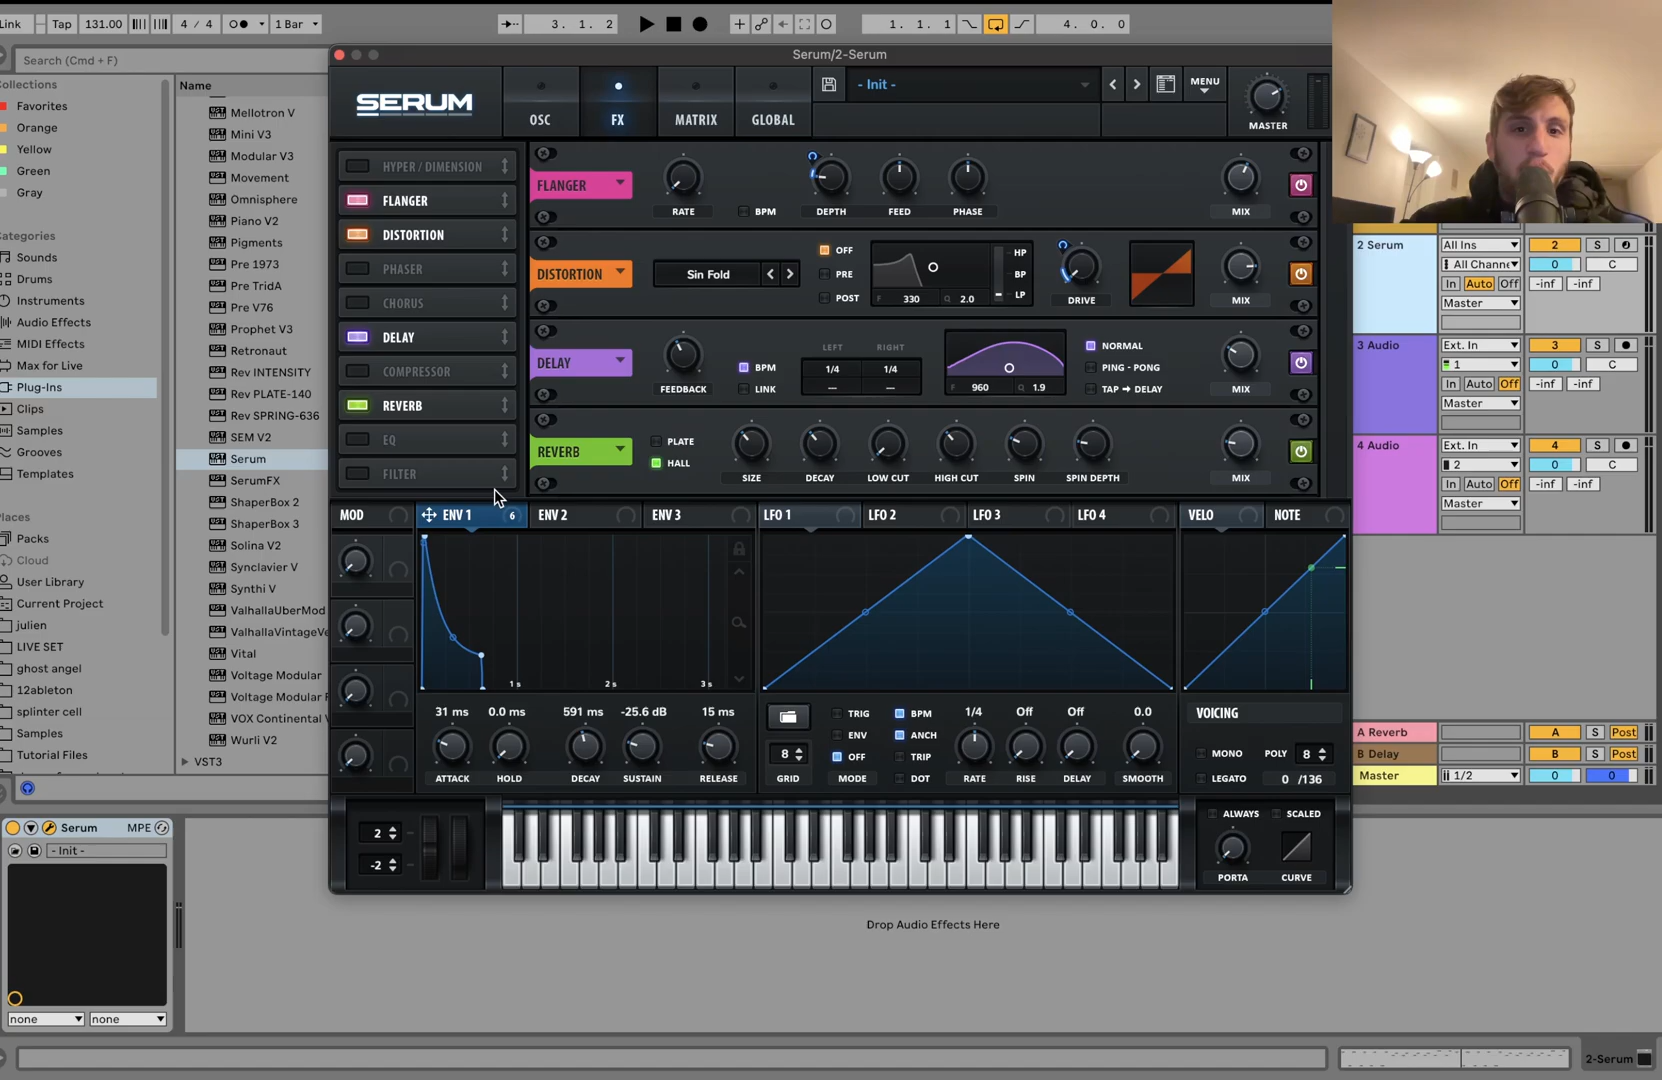 Link
Tap
131.00
4 / 4
1 Bar
3. 1. 2
1. 1. 1
4. 0. 0
Search (Cmd + F)
Collections
Favorites
Orange
Yellow
Green
Gray
Categories
Sounds
Drums
Instruments
Audio Effects
MIDI Effects
Max for Live
Plug-Ins
Clips
Samples
Grooves
Templates
Places
Packs
Cloud
User Library
Current Project
julien
LIVE SET
ghost angel
12ableton
splinter cell
Samples
Tutorial Files
Name
Mellotron V
Mini V3
Modular V3
Movement
Omnisphere
Piano V2
Pigments
Pre 1973
Pre TridA
Pre V76
Prophet V3
Retronaut
Rev INTENSITY
Rev PLATE-140
Rev SPRING-636
SEM V2
Serum
SerumFX
ShaperBox 2
ShaperBox 3
Solina V2
Synclavier V
Synthi V
ValhallaUberMod
ValhallaVintageVe
Vital
Voltage Modular
Voltage Modular F
VOX Continental V
Wurli V2
VST3
Serum/2-Serum
SERUM
OSC
FX
MATRIX
GLOBAL
- Init -
MENU
MASTER
HYPER / DIMENSION
FLANGER
DISTORTION
PHASER
CHORUS
DELAY
COMPRESSOR
REVERB
EQ
FILTER
FLANGER
RATE
BPM
DEPTH
FEED
PHASE
MIX
DISTORTION
Sin Fold
OFF
PRE
POST
F 330 Q 2.0
HP
BP
LP
DRIVE
MIX
DELAY
FEEDBACK
BPM
LINK
LEFT RIGHT
1/4 1/4
F 960 Q 1.9
NORMAL
PING - PONG
TAP ➔ DELAY
MIX
REVERB
PLATE
HALL
SIZE
DECAY
LOW CUT
HIGH CUT
SPIN
SPIN DEPTH
MIX
MOD
ENV 1 6
ENV 2
ENV 3
LFO 1
LFO 2
LFO 3
LFO 4
VELO
NOTE
1 s
2 s
3 s
31 ms
0.0 ms
591 ms
-25.6 dB
15 ms
ATTACK
HOLD
DECAY
SUSTAIN
RELEASE
8
GRID
TRIG
ENV
OFF
MODE
BPM
ANCH
TRIP
DOT
1/4
Off
Off
0.0
RATE
RISE
DELAY
SMOOTH
VOICING
MONO
POLY 8
LEGATO
0 /136
2
-2
ALWAYS
SCALED
PORTA
CURVE
2 Serum
All Ins
All Channe
In Auto Off
Master
2 S
0 C
-inf -inf
3 Audio
Ext. In
1
In Auto Off
Master
3 S
0 C
-inf -inf
4 Audio
Ext. In
2
In Auto Off
Master
4 S
0 C
-inf -inf
A Reverb A S Post
B Delay B S Post
Master 1/2 0 0
Serum MPE
- Init -
none none
Drop Audio Effects Here
2-Serum